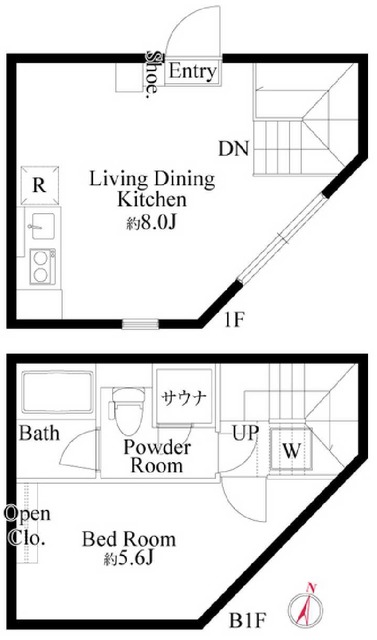 Shoe.
Entry
DN
R
Living Dining
Kitchen
約8.0J
1F
サウナ
Bath
UP
W
Powder
Room
Open
Clo.
Bed Room
約5.6J
N
B1F